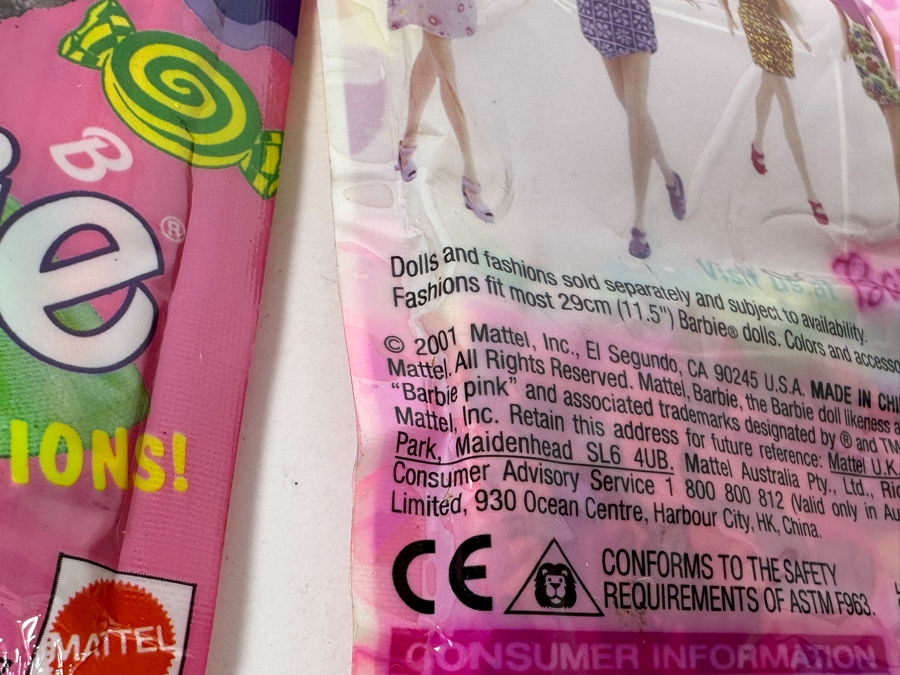 B
e®
IONS!
MATTEL
Visit us at
Dolls and fashions sold separately and subject to availability.
Fashions fit most 29cm (11.5") Barbie® dolls. Colors and
© 2001 Mattel, Inc., El Segundo, CA 90245 U.S.A. MADE IN
Mattel. All Rights Reserved. Mattel, Barbie, the Barbie doll likeness
"Barbie pink" and associated trademarks designated by ® and TM
Mattel, Inc. Retain this address for future reference: Mattel U.K.
Park, Maidenhead SL6 4UB. Mattel Australia Pty., Ltd.,
Consumer Advisory Service 1 800 800 812 (Valid only in
Limited, 930 Ocean Centre, Harbour City, HK, China.
CE
CONFORMS TO THE SAFETY
REQUIREMENTS OF ASTM F963.
CONSUMER INFORMATION